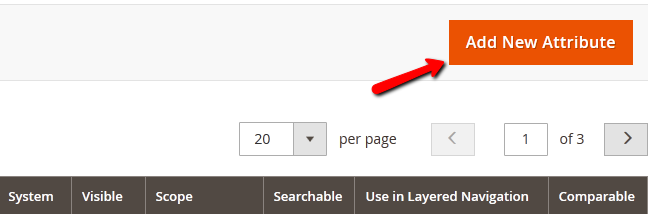 Add New Attribute
20 per page 1 of 3
System Visible Scope Searchable Use in Layered Navigation Comparable